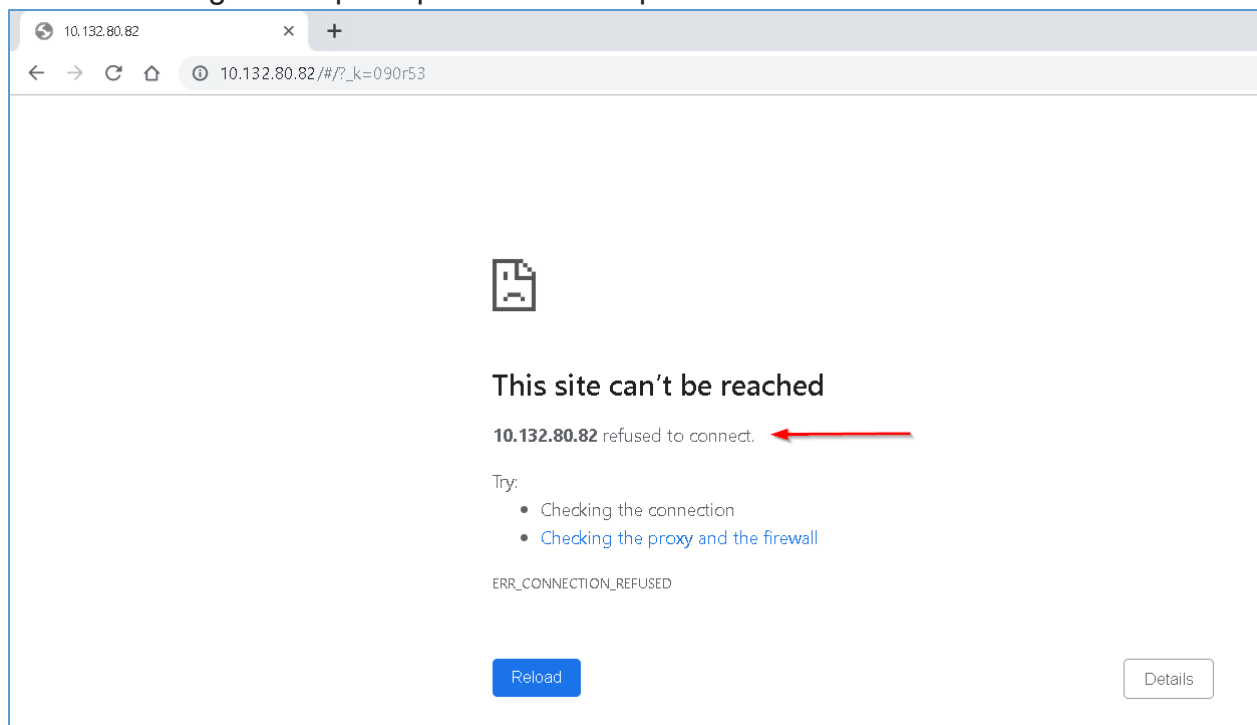 10.132.80.82
10.132.80.82/#/?_k=090r53
This site can't be reached
10.132.80.82 refused to connect.
Try:
• Checking the connection
• Checking the proxy and the firewall
ERR_CONNECTION_REFUSED
Reload
Details